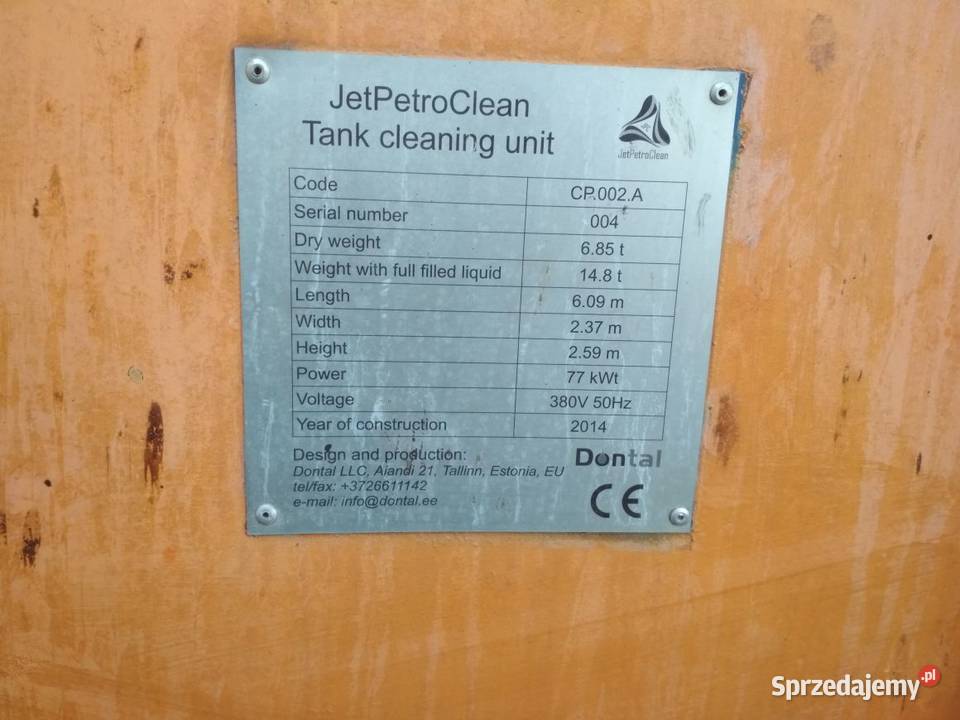 JetPetroClean
Tank cleaning unit
JetPetroClean
Code CP.002.A
Serial number 004
Dry weight 6.85 t
Weight with full filled liquid 14.8 t
Length 6.09 m
Width 2.37 m
Height 2.59 m
Power 77 kWt
Voltage 380V 50Hz
Year of construction 2014
Design and production:
Dontal
Dontal LLC, Aiandi 21, Tallinn, Estonia, EU
tel/fax: +3726611142
e-mail: info@dontal.ee
CE
Sprzedajemy.pl